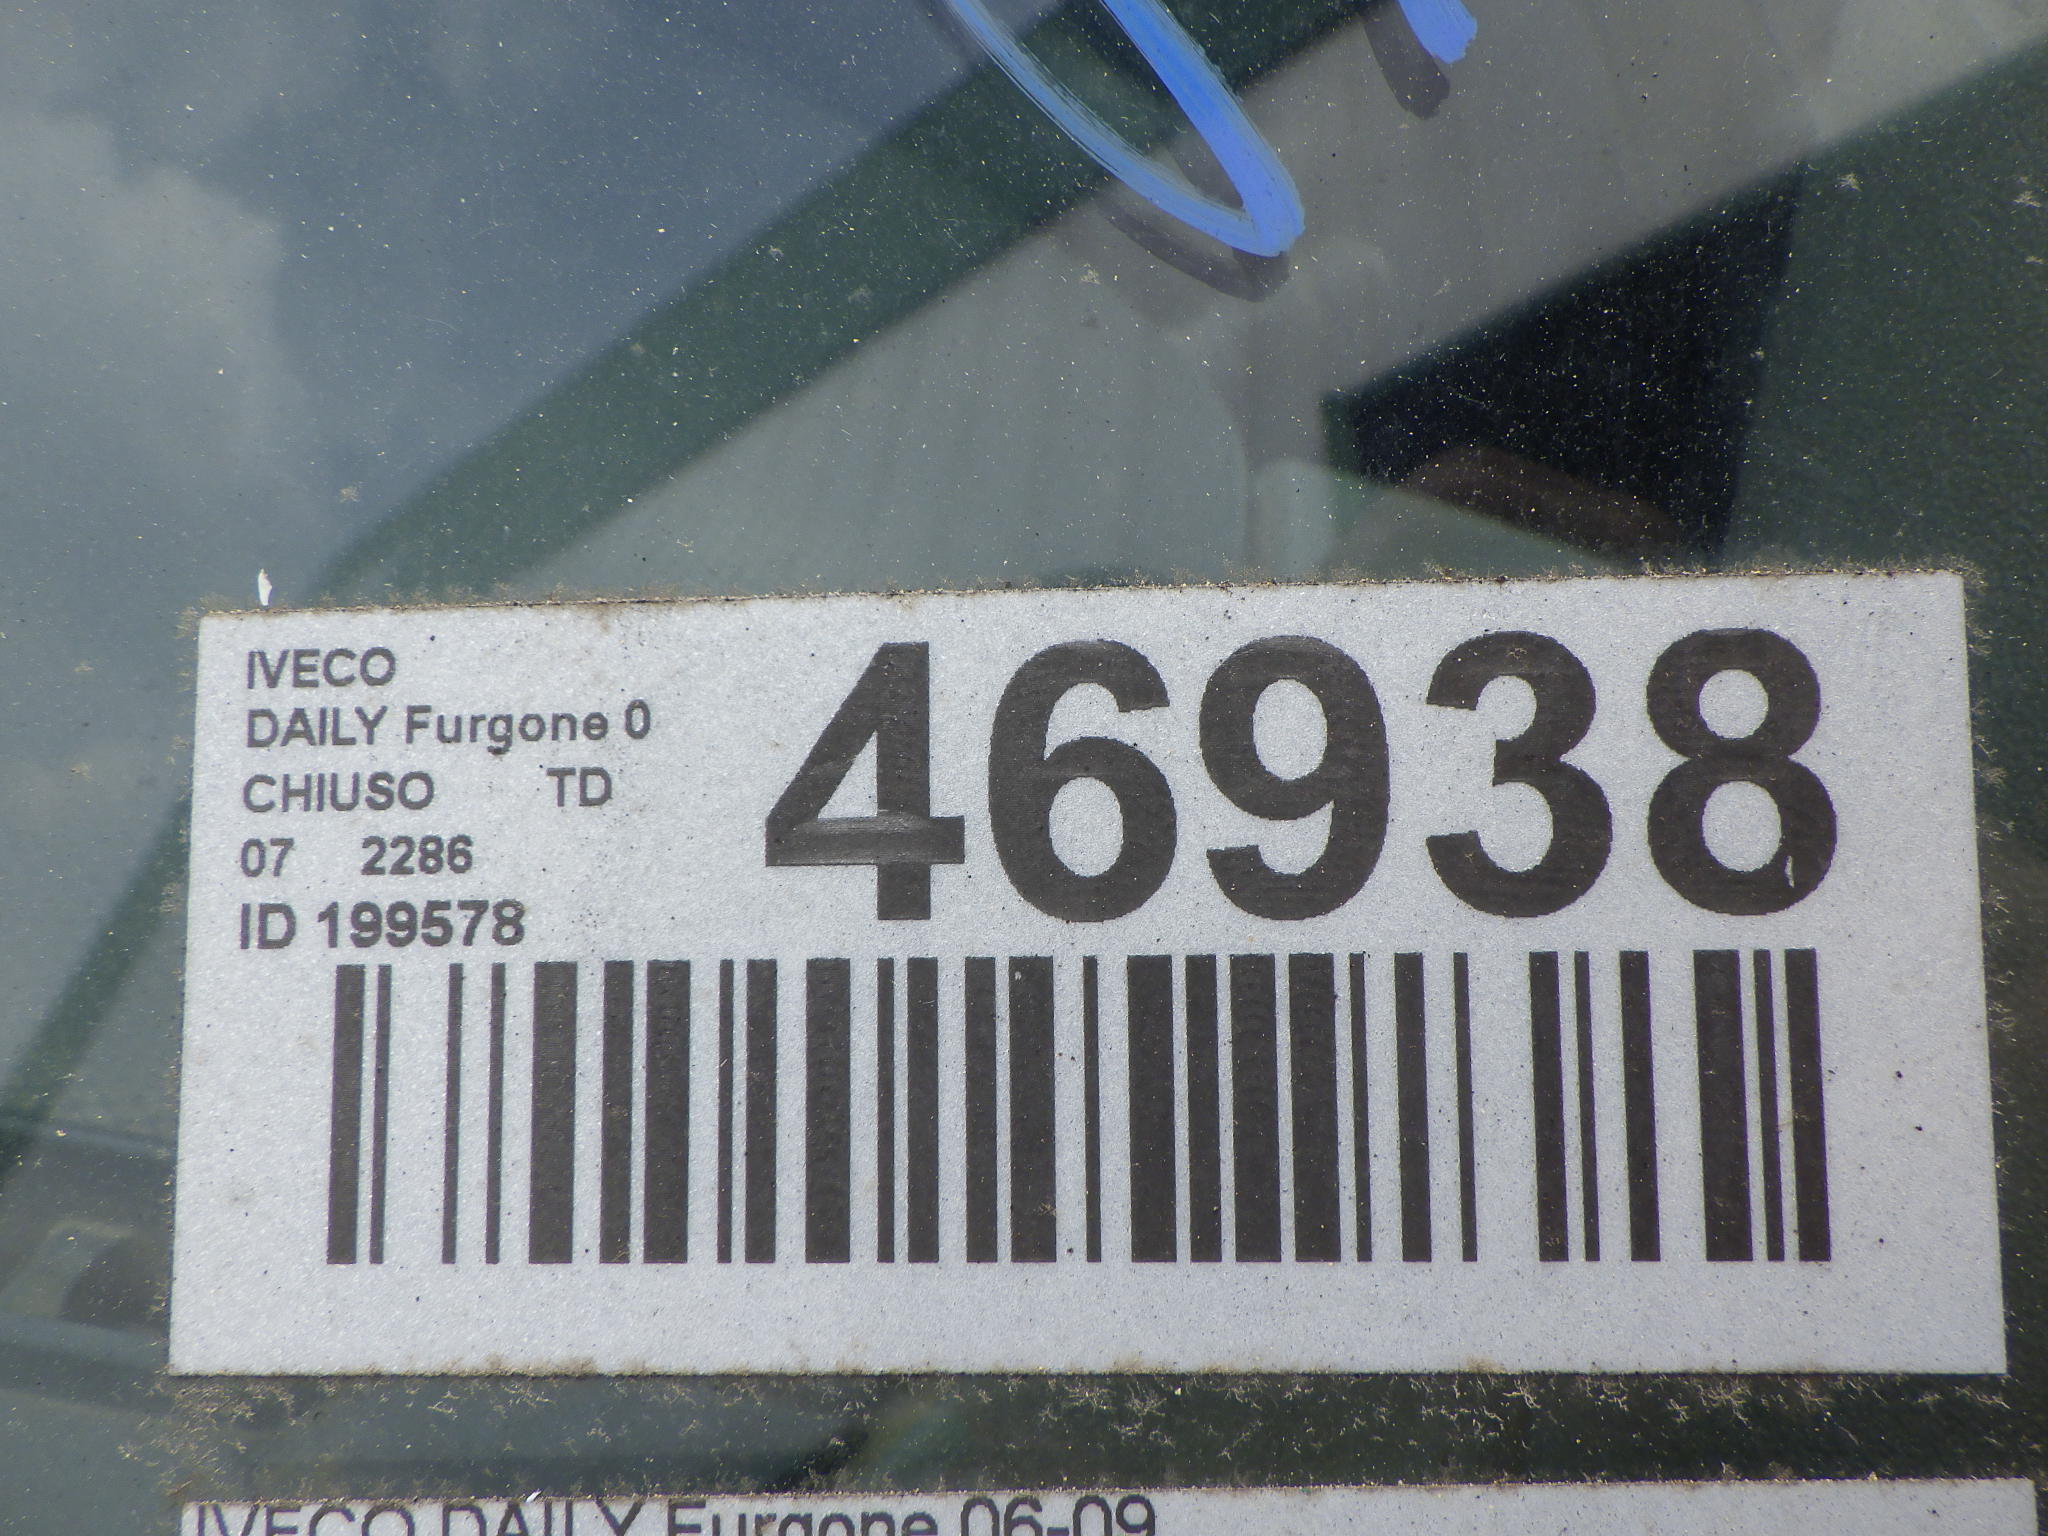 IVECO
DAILY Furgone 0
CHIUSO TD
07 2286
ID 199578
46938
IVECO DAILY Furgone 06-09